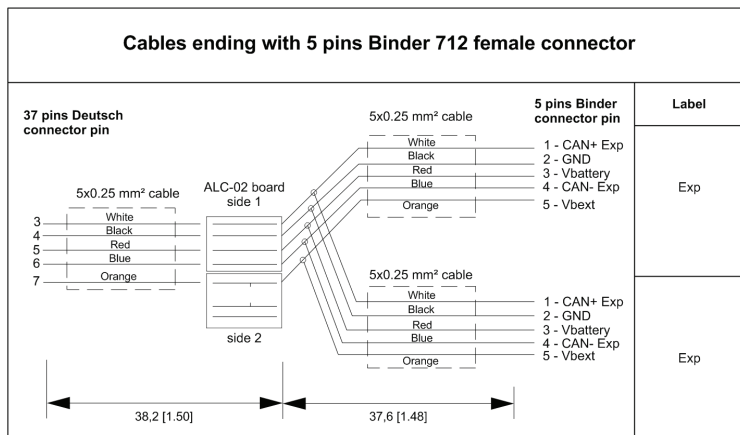 Cables ending with 5 pins Binder 712 female connector
37 pins Deutsch
connector pin
5x0.25 mm² cable
5 pins Binder
connector pin
Label
White
Black
Red
Blue
Orange
1 - CAN+ Exp
2 - GND
3 - Vbattery
4 - CAN- Exp
5 - Vbext
Exp
5x0.25 mm² cable
ALC-02 board
side 1
3
4
5
6
7
White
Black
Red
Blue
Orange
side 2
5x0.25 mm² cable
White
Black
Red
Blue
Orange
1 - CAN+ Exp
2 - GND
3 - Vbattery
4 - CAN- Exp
5 - Vbext
Exp
38,2 [1.50]
37,6 [1.48]